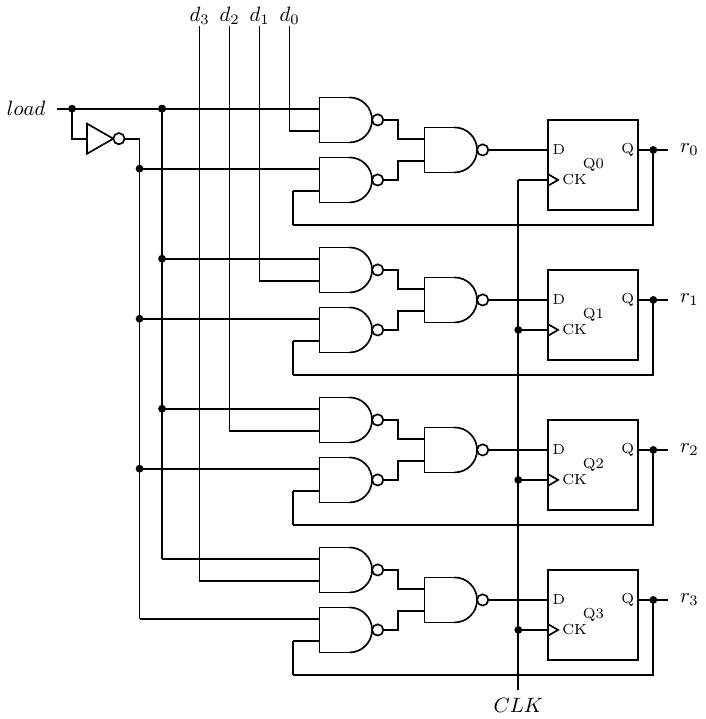 d3 d2 d1 d0
load
D Q0 Q r0
CK
D Q1 Q r1
CK
D Q2 Q r2
CK
D Q3 Q r3
CK
CLK